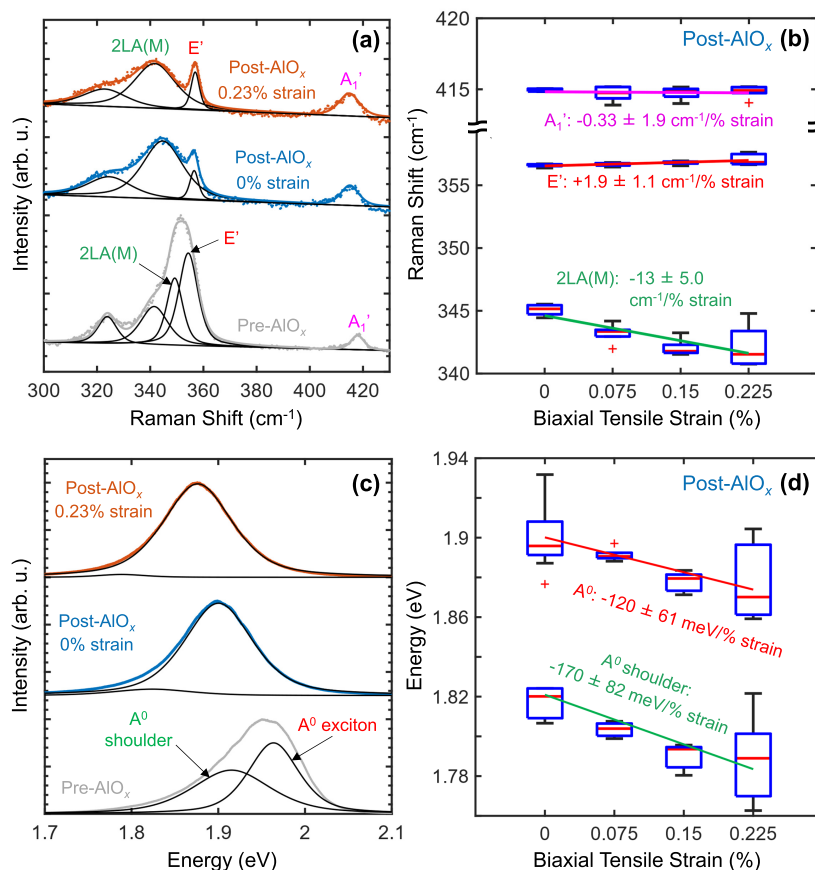 (a)
2LA(M)
E'
Post-AlOₓ
0.23% strain
A₁'
Post-AlOₓ
0% strain
2LA(M)
E'
Pre-AlOₓ
A₁'
Intensity (arb. u.)
300 320 340 360 380 400 420
Raman Shift (cm⁻¹)
Post-AlOₓ (b)
420
415
A₁': -0.33 ± 1.9 cm⁻¹/% strain
355
E': +1.9 ± 1.1 cm⁻¹/% strain
2LA(M): -13 ± 5.0
cm⁻¹/% strain
345
340
Raman Shift (cm⁻¹)
0 0.075 0.15 0.225
Biaxial Tensile Strain (%)
(c)
Post-AlOₓ
0.23% strain
Post-AlOₓ
0% strain
A⁰
shoulder
A⁰ exciton
Pre-AlOₓ
Intensity (arb. u.)
1.7 1.8 1.9 2 2.1
Energy (eV)
1.94
Post-AlOₓ (d)
1.9
1.86
A⁰: -120 ± 61 meV/% strain
1.82
A⁰ shoulder:
-170 ± 82 meV/% strain
1.78
Energy (eV)
0 0.075 0.15 0.225
Biaxial Tensile Strain (%)